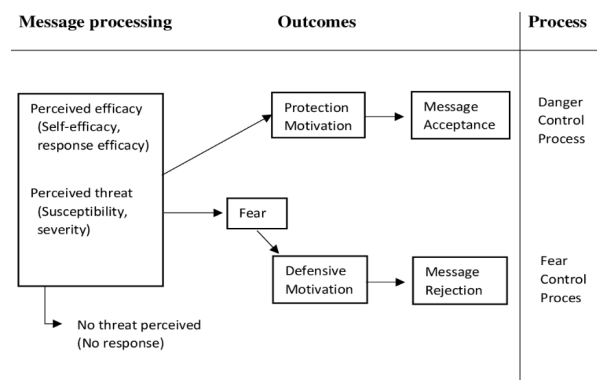 Message processing
Outcomes
Process
Perceived efficacy
(Self-efficacy,
response efficacy)
Perceived threat
(Susceptibility,
severity)
Protection
Motivation
Message
Acceptance
Danger
Control
Process
Fear
Defensive
Motivation
Message
Rejection
Fear
Control
Proces
No threat perceived
(No response)